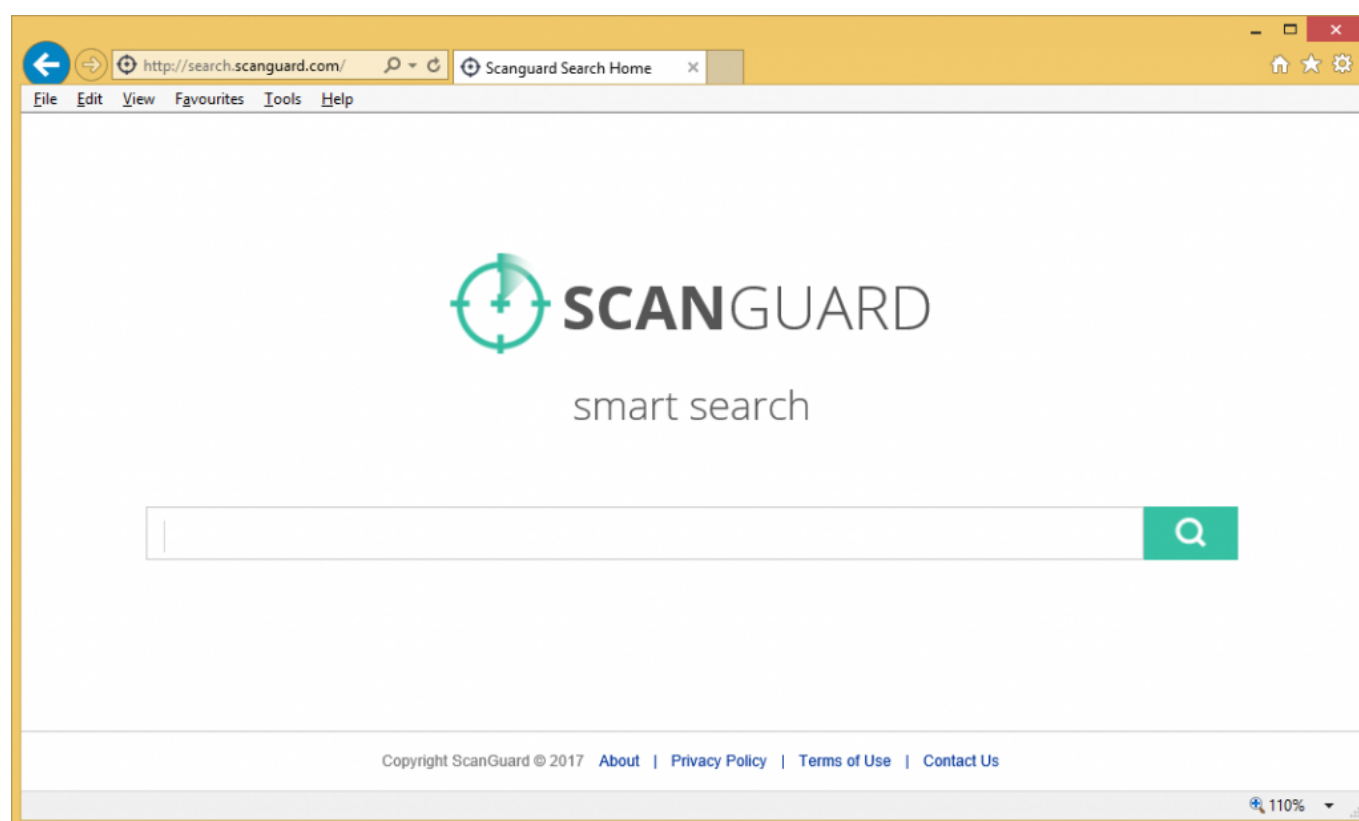 http://search.scanguard.com/
Scanguard Search Home
File Edit View Favourites Tools Help
SCANGUARD
smart search
Copyright ScanGuard © 2017 About | Privacy Policy | Terms of Use | Contact Us
110%